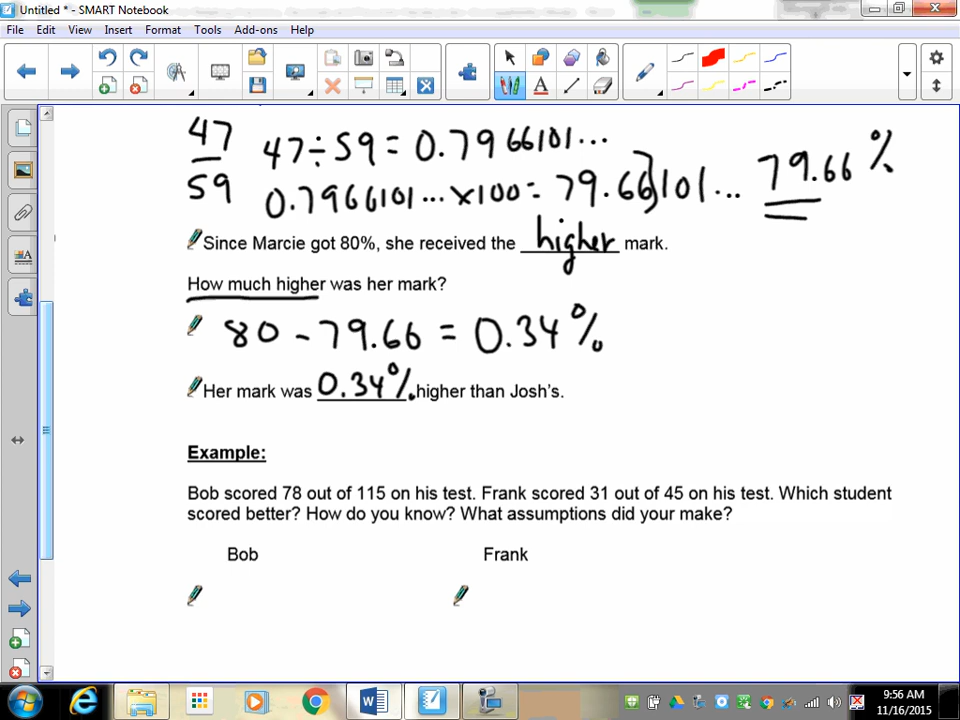 Untitled * - SMART Notebook
File Edit View Insert Format Tools Add-ons Help
47/59 47 ÷ 59 = 0.7966101...
0.7966101... x 100 = 79.66101... 79.66%
Since Marcie got 80%, she received the higher mark.
How much higher was her mark?
80 - 79.66 = 0.34%
Her mark was 0.34% higher than Josh's.
Example:
Bob scored 78 out of 115 on his test. Frank scored 31 out of 45 on his test. Which student
scored better? How do you know? What assumptions did your make?
Bob Frank
9:56 AM
11/16/2015